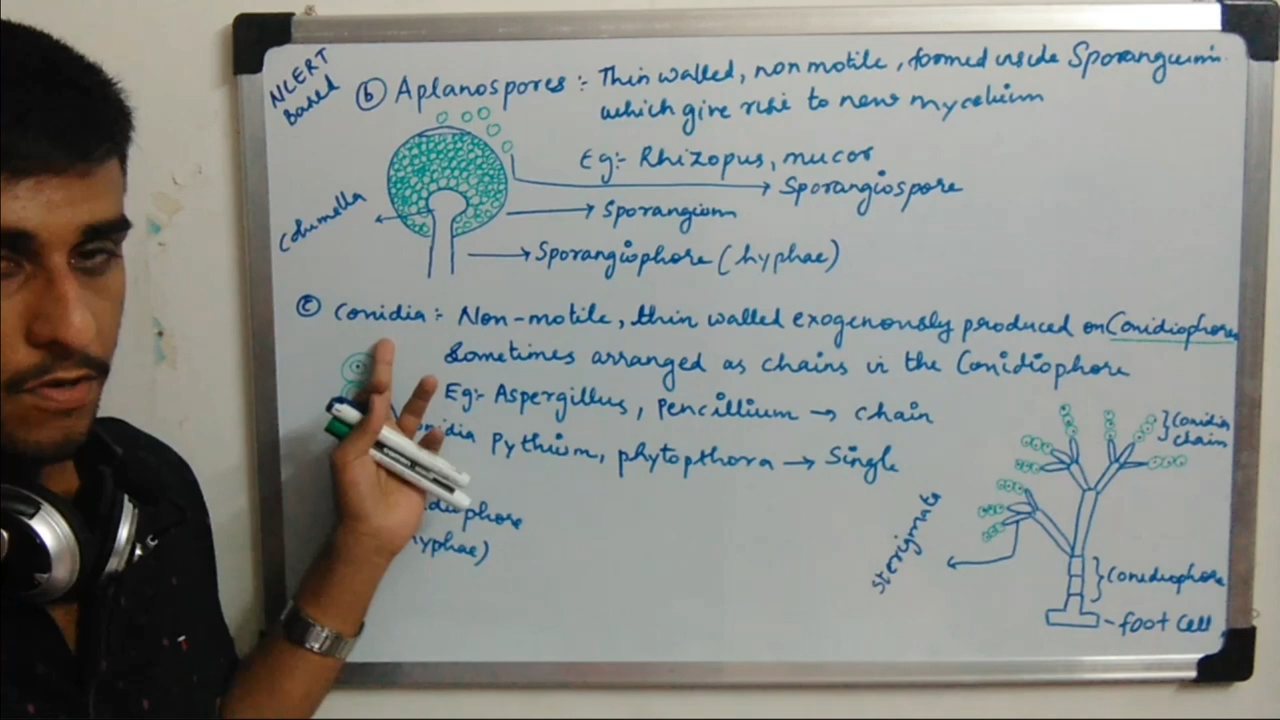 NCERT
Based
ⓑ Aplanospores :- Thin walled, non motile, formed inside Sporangium.
which give rise to new mycelium
Eg:- Rhizopus, mucor
Sporangiospore
Columella
Sporangium
Sporangiophore (hyphae)
ⓒ Conidia :- Non-motile, thin walled exogenously produced on Conidiophore
Sometimes arranged as chains in the Conidiophore
Eg:- Aspergillus, Pencillium → chain
Pythium, phytopthora → Single
Conidia
chains
sterigmata
Conidiophore
foot cell